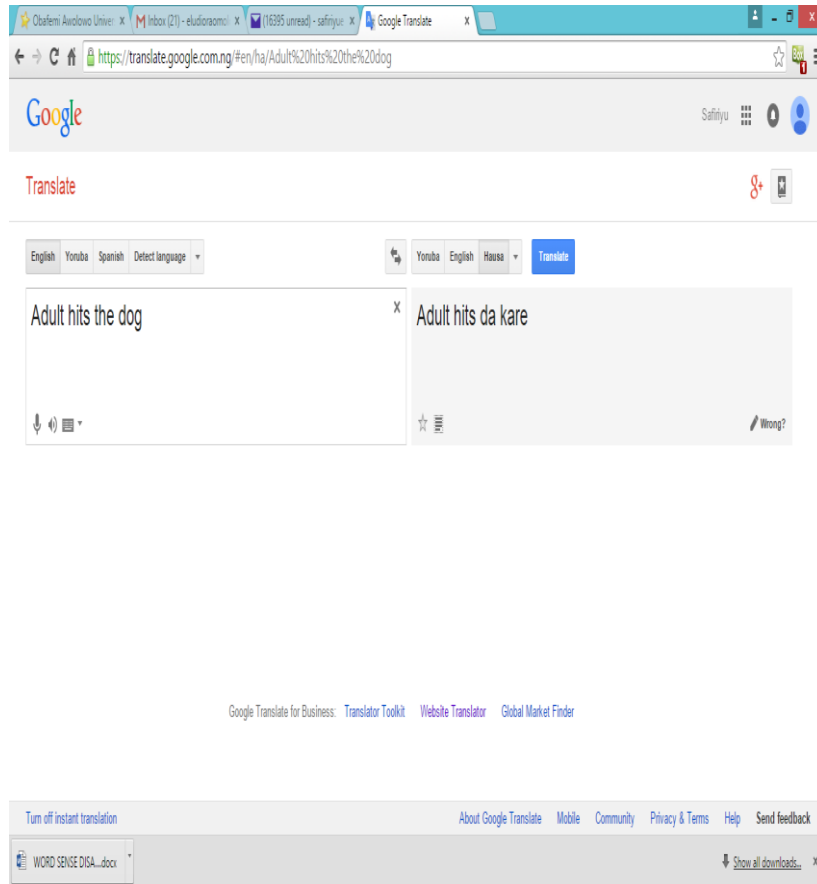 Obafemi Awolowo Univer x M Inbox (21) - eludioraomol x (16395 unread) - safiriyue x Google Translate x
https://translate.google.com.ng/#en/ha/Adult%20hits%20the%20dog
Google Safiriyu
Translate g+
English Yoruba Spanish Detect language Yoruba English Hausa Translate
Adult hits the dog x Adult hits da kare
Wrong?
Google Translate for Business: Translator Toolkit Website Translator Global Market Finder
Turn off instant translation About Google Translate Mobile Community Privacy & Terms Help Send feedback
WORD SENSE DISA....docx Show all downloads... x